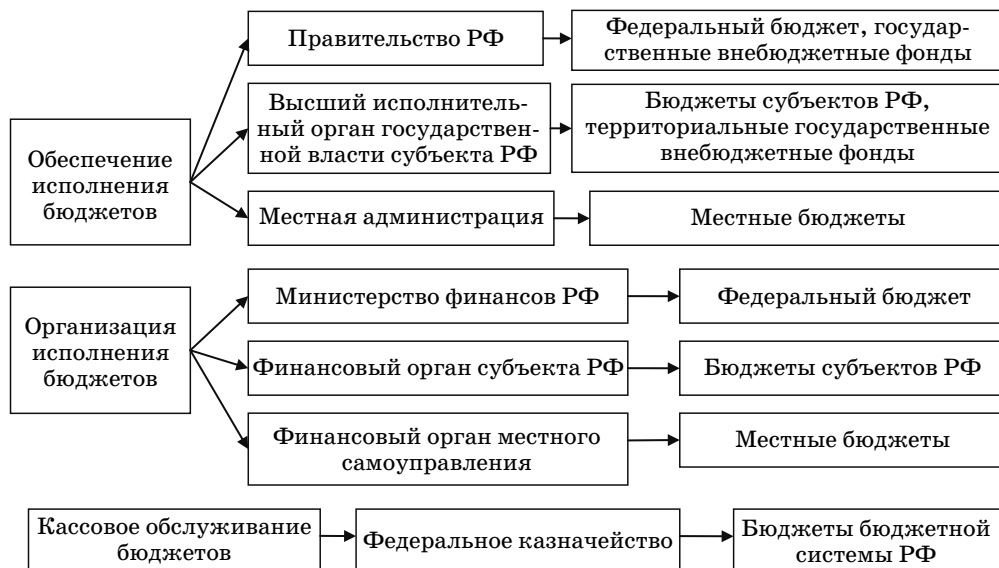 Обеспечение
исполнения
бюджетов
Правительство РФ
Федеральный бюджет, государ-
ственные внебюджетные фонды
Высший исполнитель-
ный орган государствен-
ной власти субъекта РФ
Бюджеты субъектов РФ,
территориальные государственные
внебюджетные фонды
Местная администрация
Местные бюджеты
Организация
исполнения
бюджетов
Министерство финансов РФ
Федеральный бюджет
Финансовый орган субъекта РФ
Бюджеты субъектов РФ
Финансовый орган местного
самоуправления
Местные бюджеты
Кассовое обслуживание
бюджетов
Федеральное казначейство
Бюджеты бюджетной
системы РФ